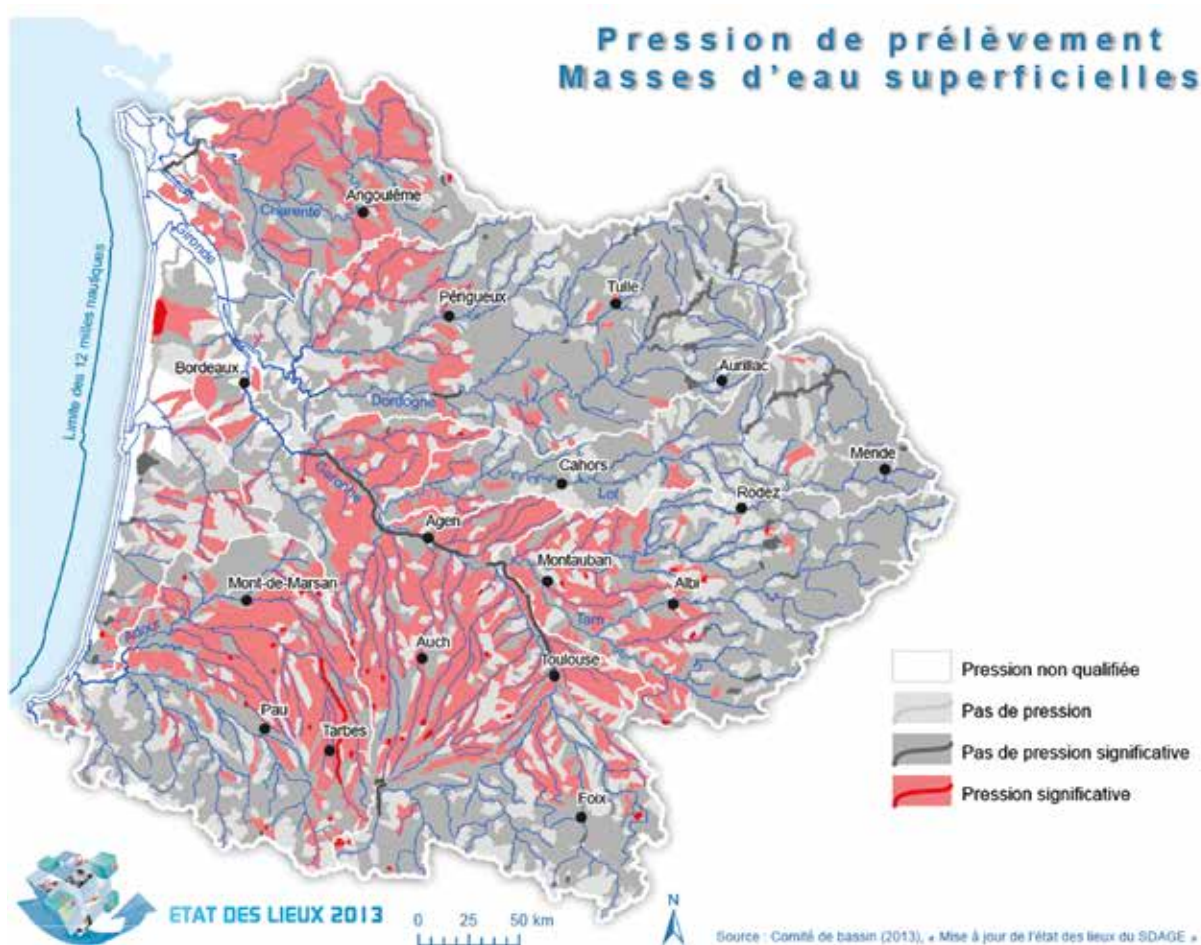 Pression de prélèvement
Masses d'eau superficielles
Angoulême
Charente
Gironde
Limite des 12 milles nautiques
Périgueux
Tulle
Bordeaux
Aurillac
Dordogne
Mende
Cahors
Lot
Rodez
Garonne
Agen
Montauban
Albi
Mont-de-Marsan
Tarn
Adour
Auch
Toulouse
Pau
Tarbes
Foix
Pression non qualifiée
Pas de pression
Pas de pression significative
Pression significative
ETAT DES LIEUX 2013
0 25 50 km
N
Source : Comité de bassin (2013), « Mise à jour de l'état des lieux du SDAGE »